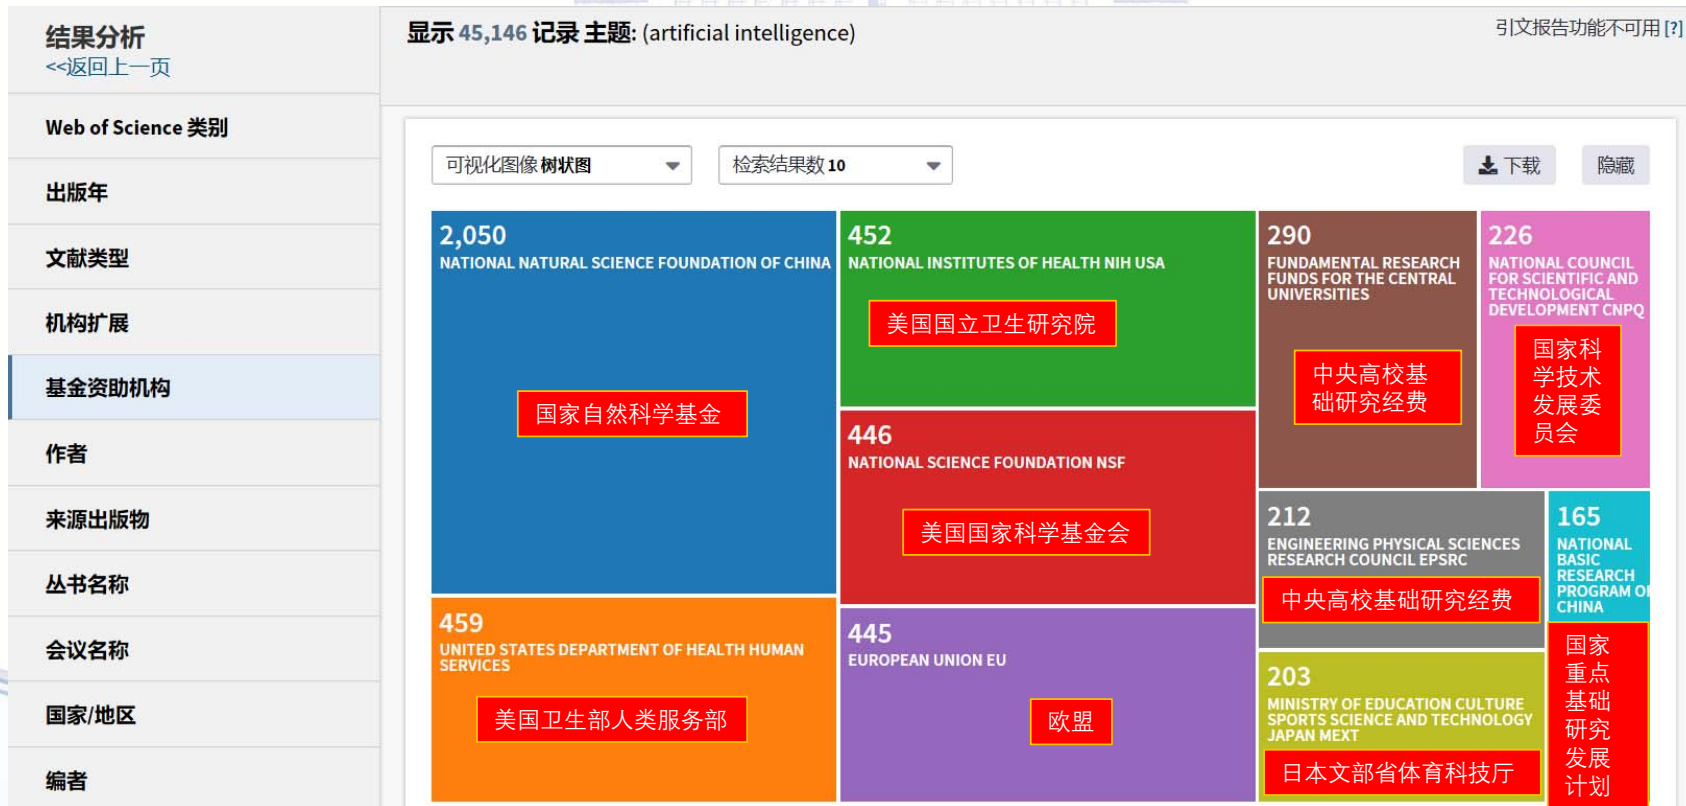 结果分析
<<返回上一页
Web of Science 类别
出版年
文献类型
机构扩展
基金资助机构
作者
来源出版物
丛书名称
会议名称
国家/地区
编者
显示 45,146 记录 主题: (artificial intelligence)
引文报告功能不可用 [?]
可视化图像 树状图
检索结果数 10
下载
隐藏
2,050
NATIONAL NATURAL SCIENCE FOUNDATION OF CHINA
国家自然科学基金
459
UNITED STATES DEPARTMENT OF HEALTH HUMAN
SERVICES
美国卫生部人类服务部
452
NATIONAL INSTITUTES OF HEALTH NIH USA
美国国立卫生研究院
446
NATIONAL SCIENCE FOUNDATION NSF
美国国家科学基金会
445
EUROPEAN UNION EU
欧盟
290
FUNDAMENTAL RESEARCH
FUNDS FOR THE CENTRAL
UNIVERSITIES
中央高校基
础研究经费
226
NATIONAL COUNCIL
FOR SCIENTIFIC AND
TECHNOLOGICAL
DEVELOPMENT CNPQ
国家科
学技术
发展委
员会
212
ENGINEERING PHYSICAL SCIENCES
RESEARCH COUNCIL EPSRC
中央高校基础研究经费
203
MINISTRY OF EDUCATION CULTURE
SPORTS SCIENCE AND TECHNOLOGY
JAPAN MEXT
日本文部省体育科技厅
165
NATIONAL
BASIC
RESEARCH
PROGRAM OF
CHINA
国家
重点
基础
研究
发展
计划